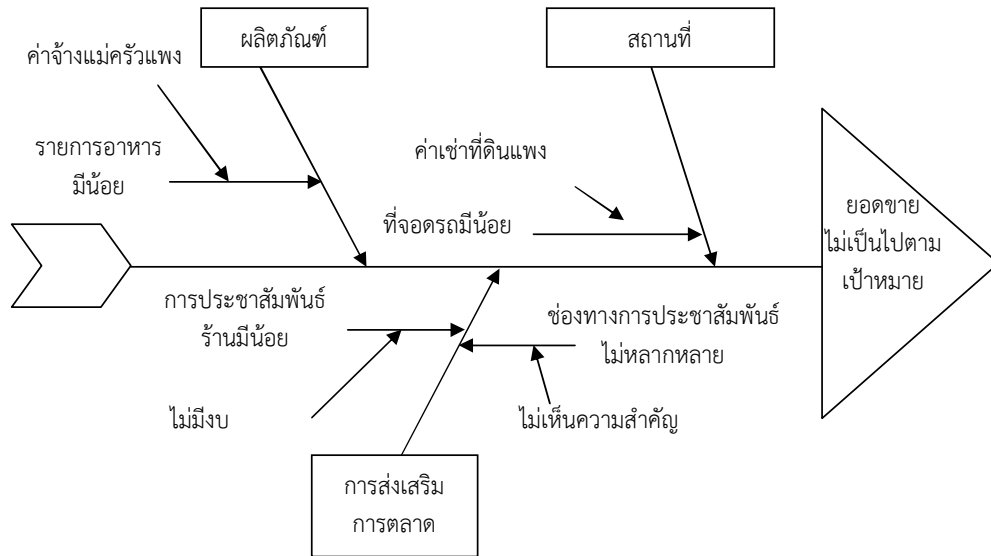 ผลิตภัณฑ์
สถานที่
ค่าจ้างแม่ครัวแพง
รายการอาหาร
มีน้อย
ค่าเช่าที่ดินแพง
ที่จอดรถมีน้อย
ยอดขาย
ไม่เป็นไปตาม
เป้าหมาย
การประชาสัมพันธ์
ร้านมีน้อย
ช่องทางการประชาสัมพันธ์
ไม่หลากหลาย
ไม่มีงบ
ไม่เห็นความสำคัญ
การส่งเสริม
การตลาด